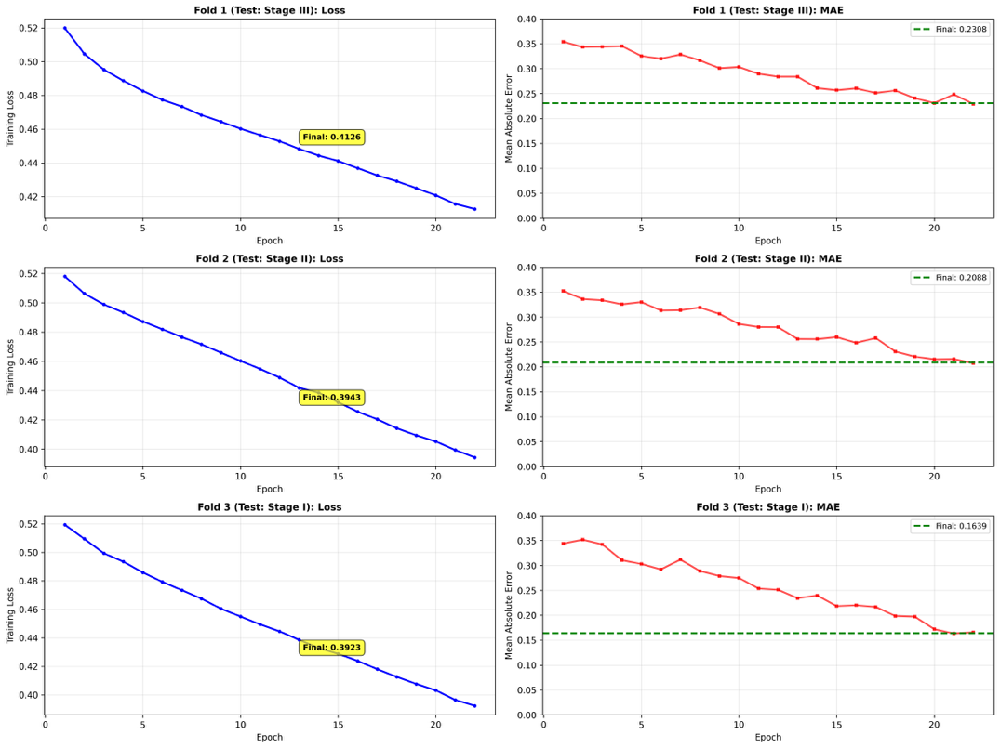 Fold 1 (Test: Stage III): Loss
Training Loss
0.52
0.50
0.48
0.46
0.44
0.42
Final: 0.4126
0 5 10 15 20
Epoch
Fold 1 (Test: Stage III): MAE
Mean Absolute Error
0.40
0.35
0.30
0.25
0.20
0.15
0.10
0.05
0.00
Final: 0.2308
0 5 10 15 20
Epoch
Fold 2 (Test: Stage II): Loss
Training Loss
0.52
0.50
0.48
0.46
0.44
0.42
0.40
Final: 0.3943
0 5 10 15 20
Epoch
Fold 2 (Test: Stage II): MAE
Mean Absolute Error
0.40
0.35
0.30
0.25
0.20
0.15
0.10
0.05
0.00
Final: 0.2088
0 5 10 15 20
Epoch
Fold 3 (Test: Stage I): Loss
Training Loss
0.52
0.50
0.48
0.46
0.44
0.42
0.40
Final: 0.3923
0 5 10 15 20
Epoch
Fold 3 (Test: Stage I): MAE
Mean Absolute Error
0.40
0.35
0.30
0.25
0.20
0.15
0.10
0.05
0.00
Final: 0.1639
0 5 10 15 20
Epoch